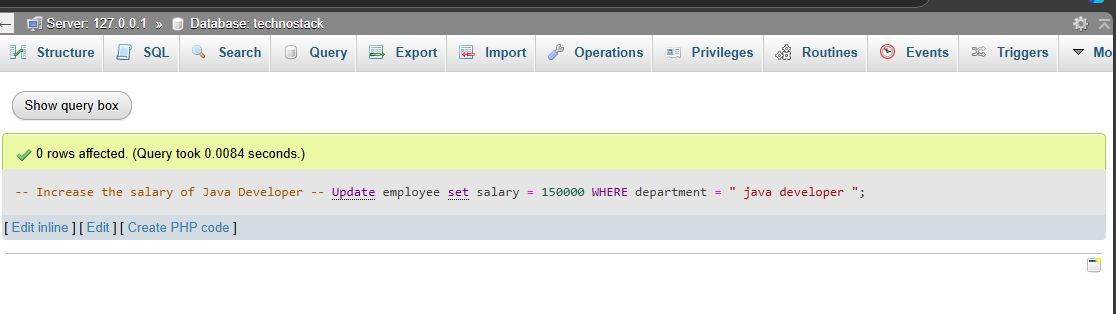 Server: 127.0.0.1 » Database: technostack
Structure SQL Search Query Export Import Operations Privileges Routines Events Triggers Mo
Show query box
0 rows affected. (Query took 0.0084 seconds.)
-- Increase the salary of Java Developer -- Update employee set salary = 150000 WHERE department = " java developer ";
[ Edit inline ] [ Edit ] [ Create PHP code ]